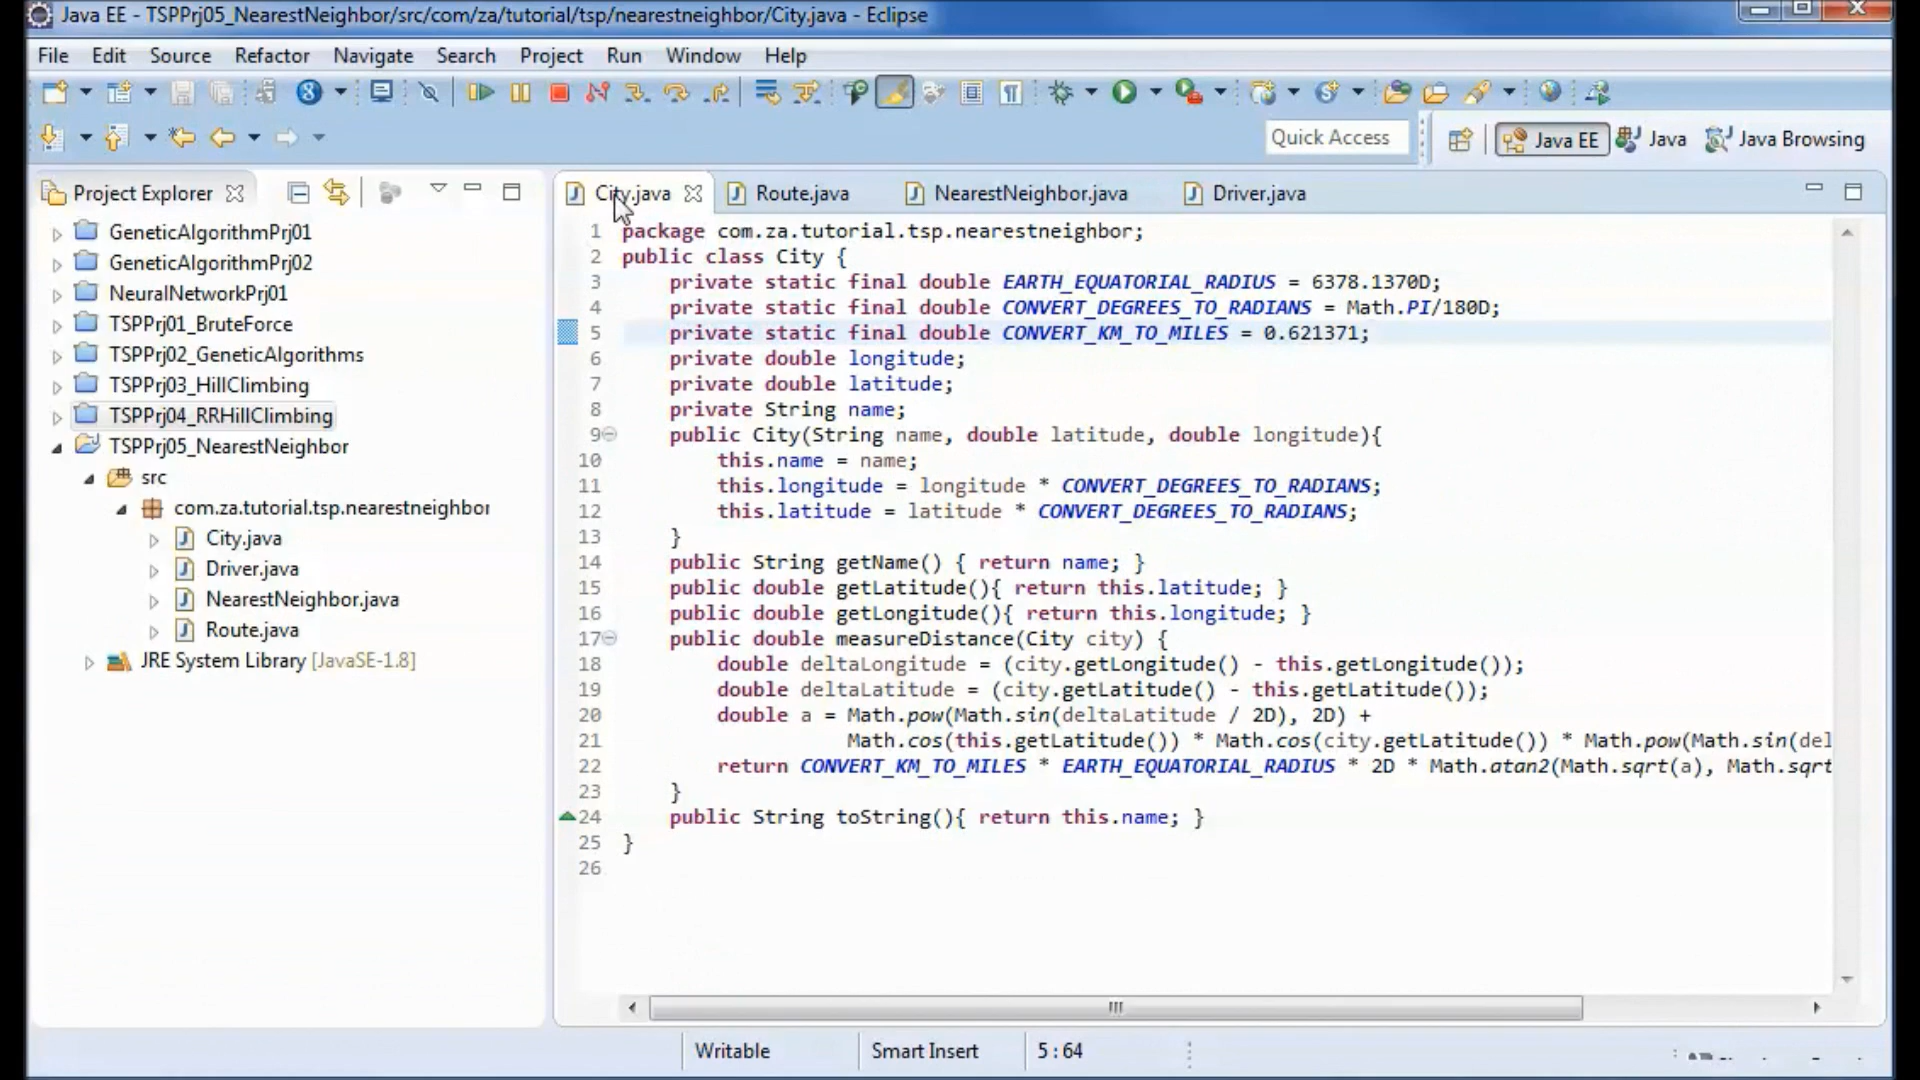 Java EE - TSPPrj05_NearestNeighbor/src/com/za/tutorial/tsp/nearestneighbor/City.java - Eclipse
File Edit Source Refactor Navigate Search Project Run Window Help
Quick Access Java EE Java Java Browsing
Project Explorer
GeneticAlgorithmPrj01
GeneticAlgorithmPrj02
NeuralNetworkPrj01
TSPPrj01_BruteForce
TSPPrj02_GeneticAlgorithms
TSPPrj03_HillClimbing
TSPPrj04_RRHillClimbing
TSPPrj05_NearestNeighbor
src
com.za.tutorial.tsp.nearestneighbor
City.java
Driver.java
NearestNeighbor.java
Route.java
JRE System Library [JavaSE-1.8]
City.java Route.java NearestNeighbor.java Driver.java
1 package com.za.tutorial.tsp.nearestneighbor;
2 public class City {
3 private static final double EARTH_EQUATORIAL_RADIUS = 6378.1370D;
4 private static final double CONVERT_DEGREES_TO_RADIANS = Math.PI/180D;
5 private static final double CONVERT_KM_TO_MILES = 0.621371;
6 private double longitude;
7 private double latitude;
8 private String name;
9 public City(String name, double latitude, double longitude){
10 this.name = name;
11 this.longitude = longitude * CONVERT_DEGREES_TO_RADIANS;
12 this.latitude = latitude * CONVERT_DEGREES_TO_RADIANS;
13 }
14 public String getName() { return name; }
15 public double getLatitude(){ return this.latitude; }
16 public double getLongitude(){ return this.longitude; }
17 public double measureDistance(City city) {
18 double deltaLongitude = (city.getLongitude() - this.getLongitude());
19 double deltaLatitude = (city.getLatitude() - this.getLatitude());
20 double a = Math.pow(Math.sin(deltaLatitude / 2D), 2D) +
21 Math.cos(this.getLatitude()) * Math.cos(city.getLatitude()) * Math.pow(Math.sin(del
22 return CONVERT_KM_TO_MILES * EARTH_EQUATORIAL_RADIUS * 2D * Math.atan2(Math.sqrt(a), Math.sqrt
23 }
24 public String toString(){ return this.name; }
25 }
26
Writable Smart Insert 5 : 64